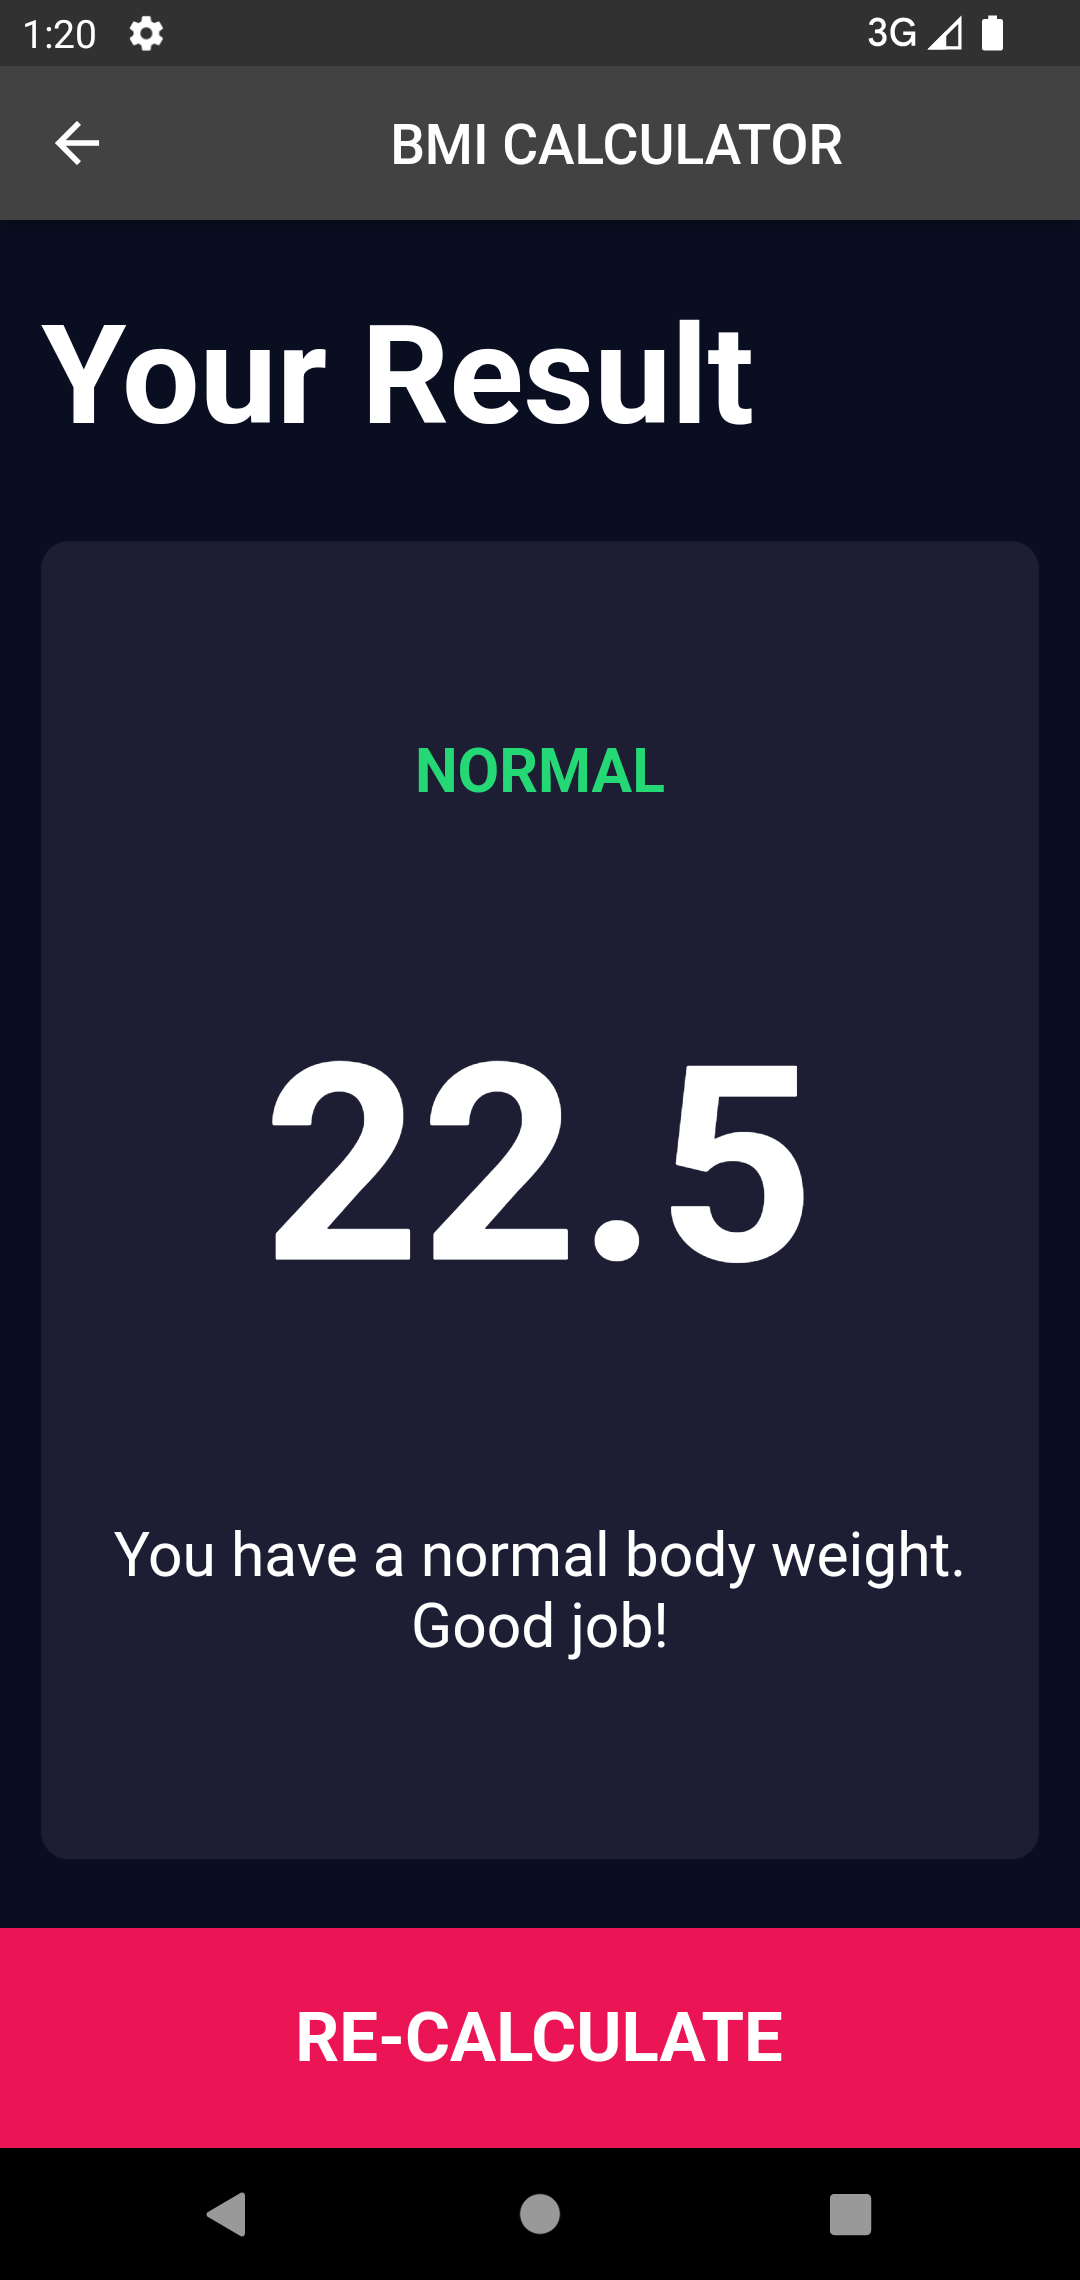 1:20 3G
BMI CALCULATOR
Your Result
NORMAL
22.5
You have a normal body weight.
Good job!
RE-CALCULATE